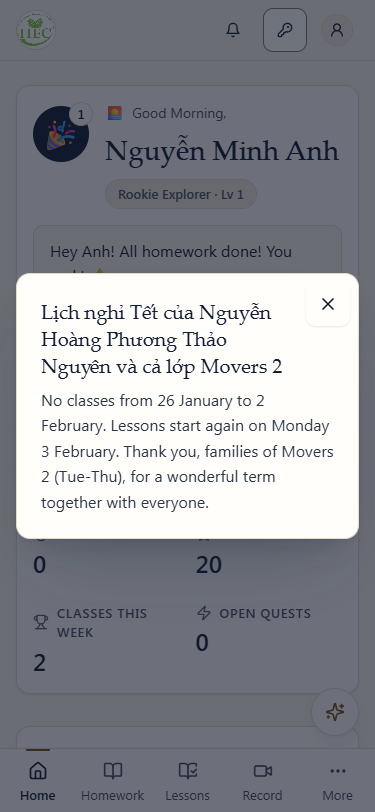 HEC
1
Good Morning,
Nguyễn Minh Anh
Rookie Explorer · Lv 1
Hey Anh! All homework done! You
Lịch nghỉ Tết của Nguyễn
Hoàng Phương Thảo
Nguyên và cả lớp Movers 2
No classes from 26 January to 2
February. Lessons start again on Monday
3 February. Thank you, families of Movers
2 (Tue-Thu), for a wonderful term
together with everyone.
0
20
CLASSES THIS
WEEK
2
OPEN QUESTS
0
Home
Homework
Lessons
Record
More